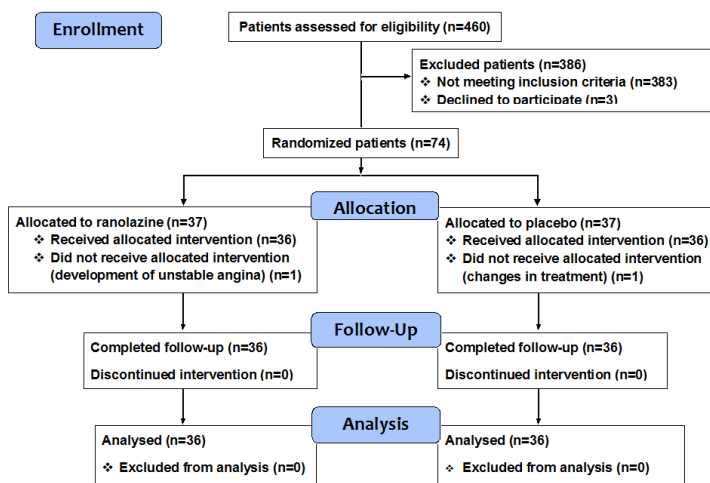 Enrollment
Patients assessed for eligibility (n=460)
Excluded patients (n=386)
❖ Not meeting inclusion criteria (n=383)
❖ Declined to participate (n=3)
Randomized patients (n=74)
Allocation
Allocated to ranolazine (n=37)
❖ Received allocated intervention (n=36)
❖ Did not receive allocated intervention
(development of unstable angina) (n=1)
Allocated to placebo (n=37)
❖ Received allocated intervention (n=36)
❖ Did not receive allocated intervention
(changes in treatment) (n=1)
Follow-Up
Completed follow-up (n=36)
Discontinued intervention (n=0)
Completed follow-up (n=36)
Discontinued intervention (n=0)
Analysis
Analysed (n=36)
❖ Excluded from analysis (n=0)
Analysed (n=36)
❖ Excluded from analysis (n=0)